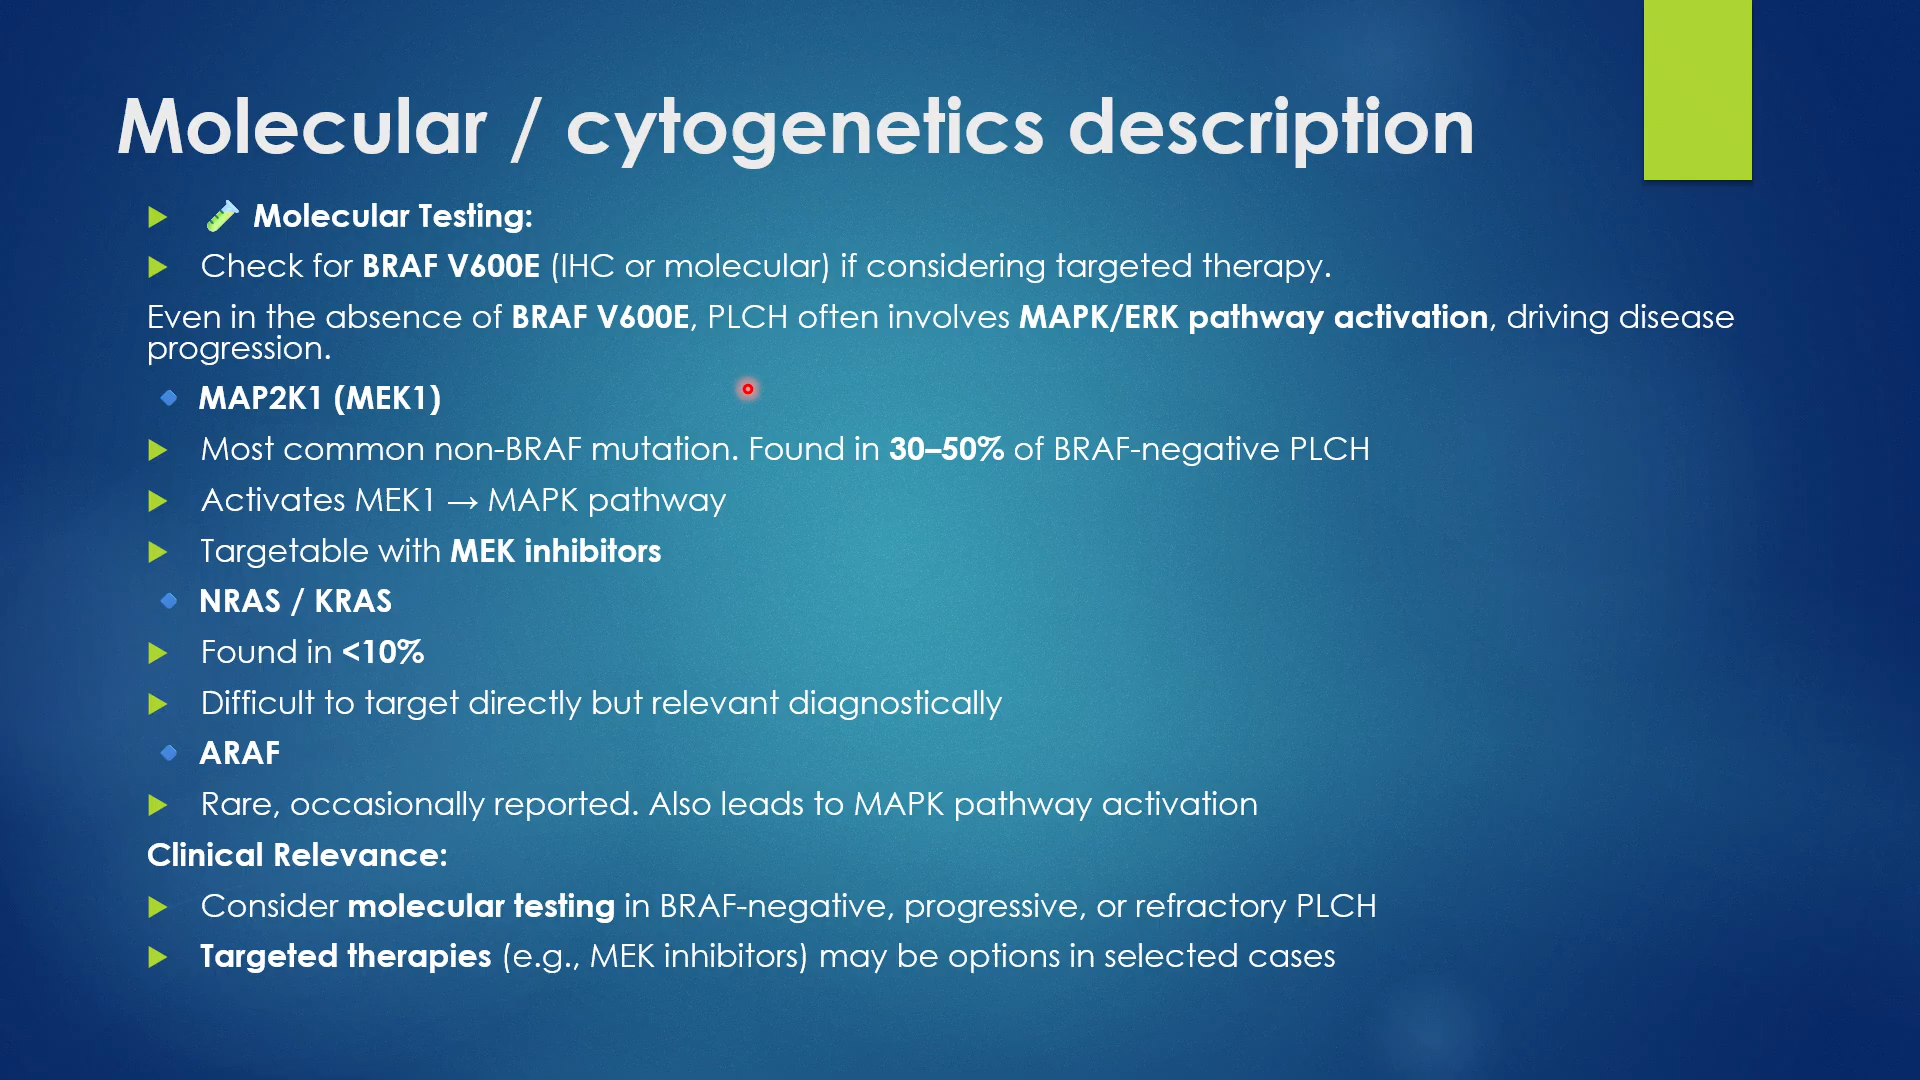 Molecular / cytogenetics description
Molecular Testing:
Check for BRAF V600E (IHC or molecular) if considering targeted therapy.
Even in the absence of BRAF V600E, PLCH often involves MAPK/ERK pathway activation, driving disease
progression.
MAP2K1 (MEK1)
Most common non-BRAF mutation. Found in 30–50% of BRAF-negative PLCH
Activates MEK1 → MAPK pathway
Targetable with MEK inhibitors
NRAS / KRAS
Found in <10%
Difficult to target directly but relevant diagnostically
ARAF
Rare, occasionally reported. Also leads to MAPK pathway activation
Clinical Relevance:
Consider molecular testing in BRAF-negative, progressive, or refractory PLCH
Targeted therapies (e.g., MEK inhibitors) may be options in selected cases